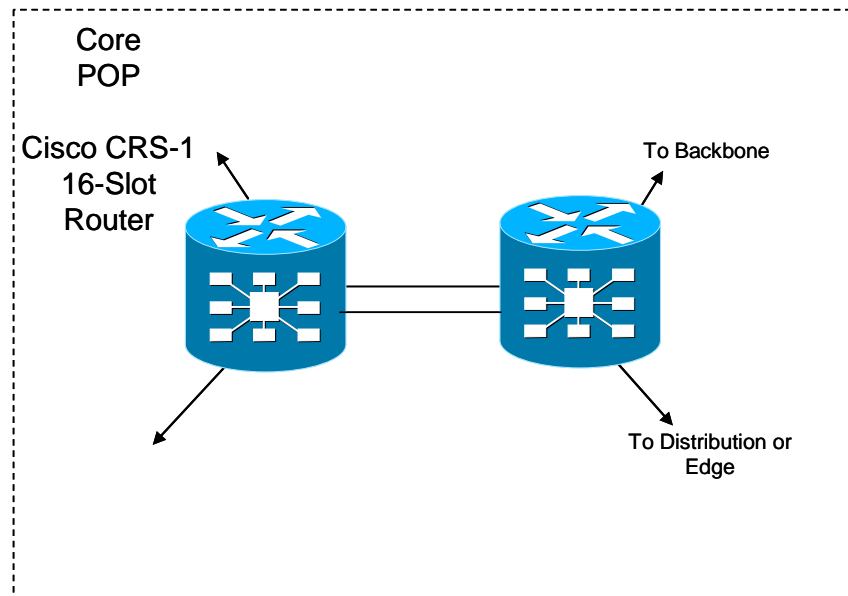 Core
POP
Cisco CRS-1
16-Slot
Router
To Backbone
To Distribution or
Edge